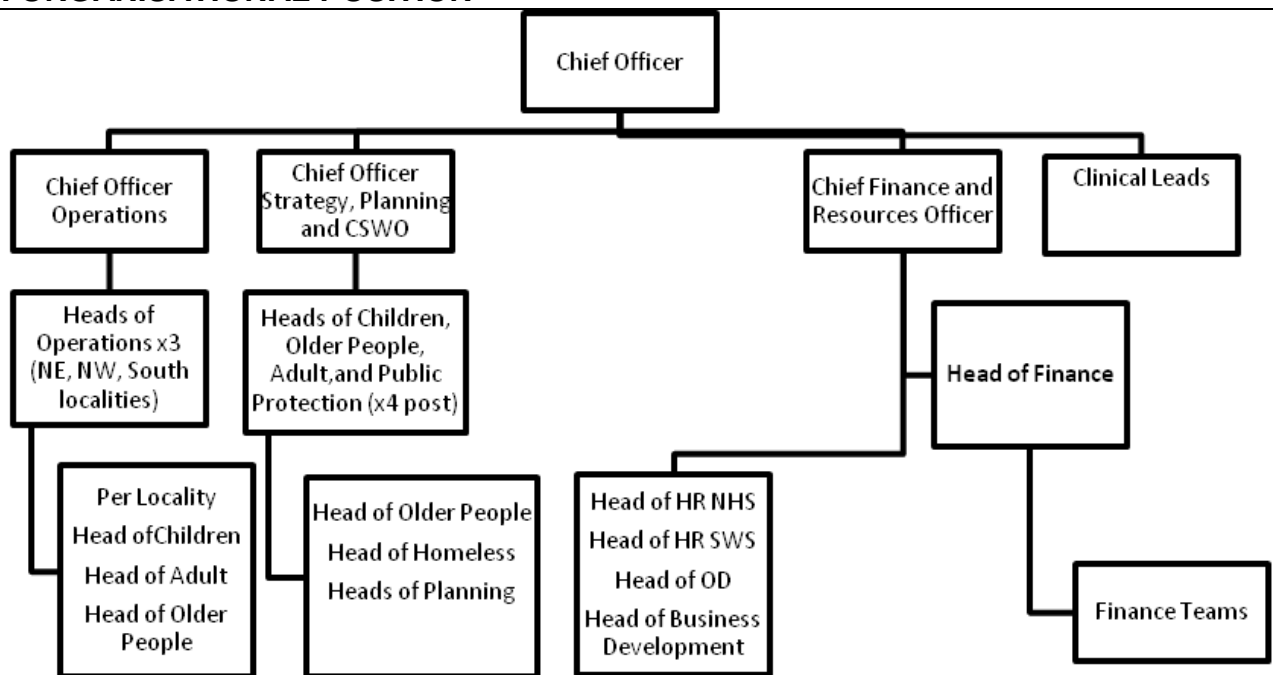 Chief Officer
Chief Officer
Operations
Chief Officer
Strategy, Planning
and CSWO
Chief Finance and
Resources Officer
Clinical Leads
Heads of
Operations x3
(NE, NW, South
localities)
Heads of Children,
Older People,
Adult,and Public
Protection (x4 post)
Head of Finance
Per Locality
Head ofChildren
Head of Adult
Head of Older
People
Head of Older People
Head of Homeless
Heads of Planning
Head of HR NHS
Head of HR SWS
Head of OD
Head of Business
Development
Finance Teams